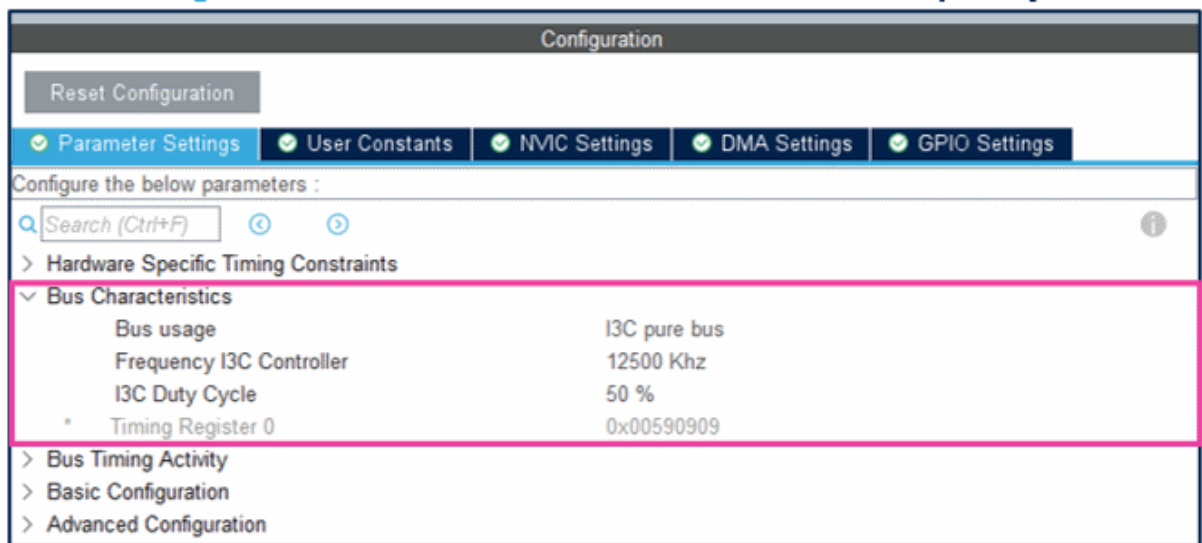 Configuration
Reset Configuration
Parameter Settings User Constants NVIC Settings DMA Settings GPIO Settings
Configure the below parameters :
Search (Ctrl+F)
> Hardware Specific Timing Constraints
Bus Characteristics
Bus usage I3C pure bus
Frequency I3C Controller 12500 Khz
I3C Duty Cycle 50 %
* Timing Register 0 0x00590909
> Bus Timing Activity
> Basic Configuration
> Advanced Configuration